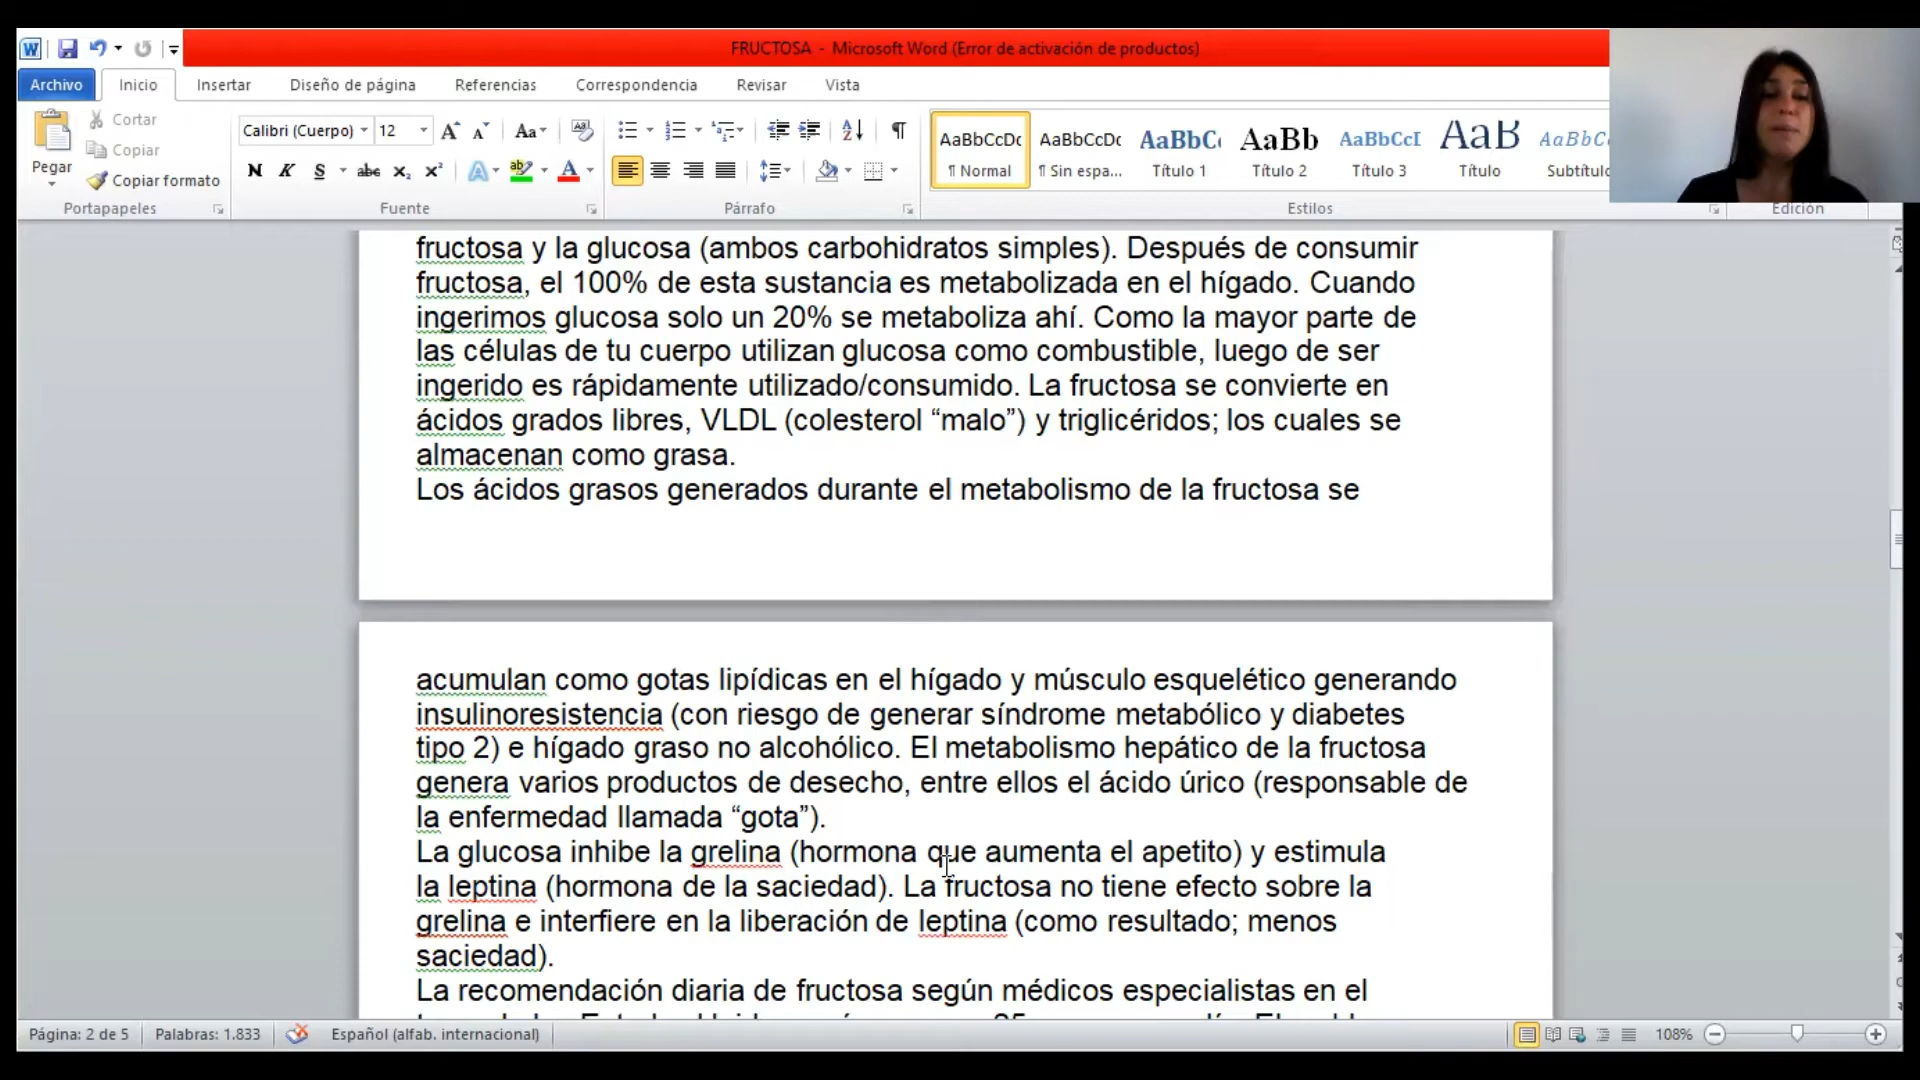 FRUCTOSA - Microsoft Word (Error de activación de productos)
Archivo Inicio Insertar Diseño de página Referencias Correspondencia Revisar Vista
Pegar
Cortar
Copiar
Copiar formato
Portapapeles
Calibri (Cuerpo) 12
Fuente
Párrafo
AaBbCcDc AaBbCcDc AaBbC AaBb AaBbCcI AaB AaBbC
¶ Normal ¶ Sin espa... Título 1 Título 2 Título 3 Título Subtítulo
Estilos
Edición
fructosa y la glucosa (ambos carbohidratos simples). Después de consumir
fructosa, el 100% de esta sustancia es metabolizada en el hígado. Cuando
ingerimos glucosa solo un 20% se metaboliza ahí. Como la mayor parte de
las células de tu cuerpo utilizan glucosa como combustible, luego de ser
ingerido es rápidamente utilizado/consumido. La fructosa se convierte en
ácidos grados libres, VLDL (colesterol “malo”) y triglicéridos; los cuales se
almacenan como grasa.
Los ácidos grasos generados durante el metabolismo de la fructosa se
acumulan como gotas lipídicas en el hígado y músculo esquelético generando
insulinoresistencia (con riesgo de generar síndrome metabólico y diabetes
tipo 2) e hígado graso no alcohólico. El metabolismo hepático de la fructosa
genera varios productos de desecho, entre ellos el ácido úrico (responsable de
la enfermedad llamada “gota”).
La glucosa inhibe la grelina (hormona que aumenta el apetito) y estimula
la leptina (hormona de la saciedad). La fructosa no tiene efecto sobre la
grelina e interfiere en la liberación de leptina (como resultado; menos
saciedad).
La recomendación diaria de fructosa según médicos especialistas en el
Página: 2 de 5 Palabras: 1.833 Español (alfab. internacional) 108%